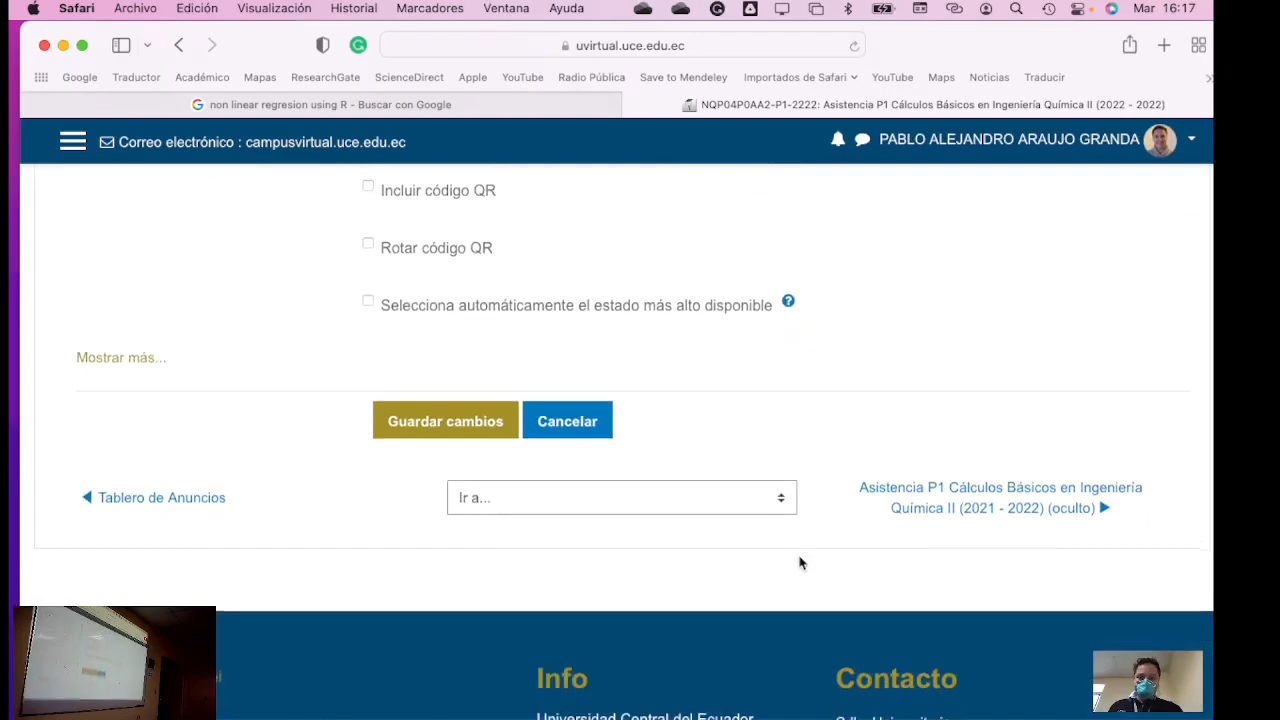 Safari Archivo Edición Visualización Historial Marcadores Ventana Ayuda Mar 16:17
uvirtual.uce.edu.ec
Google Traductor Académico Mapas ResearchGate ScienceDirect Apple YouTube Radio Pública Save to Mendeley Importados de Safari YouTube Maps Noticias Traducir
non linear regresion using R - Buscar con Google
NQP04P0AA2-P1-2222: Asistencia P1 Cálculos Básicos en Ingeniería Química II (2022 - 2022)
Correo electrónico : campusvirtual.uce.edu.ec
PABLO ALEJANDRO ARAUJO GRANDA
Incluir código QR
Rotar código QR
Selecciona automáticamente el estado más alto disponible
Mostrar más...
Guardar cambios Cancelar
Tablero de Anuncios
Ir a...
Asistencia P1 Cálculos Básicos en Ingeniería
Química II (2021 - 2022) (oculto)
Info
Contacto
Universidad Central del Ecuador